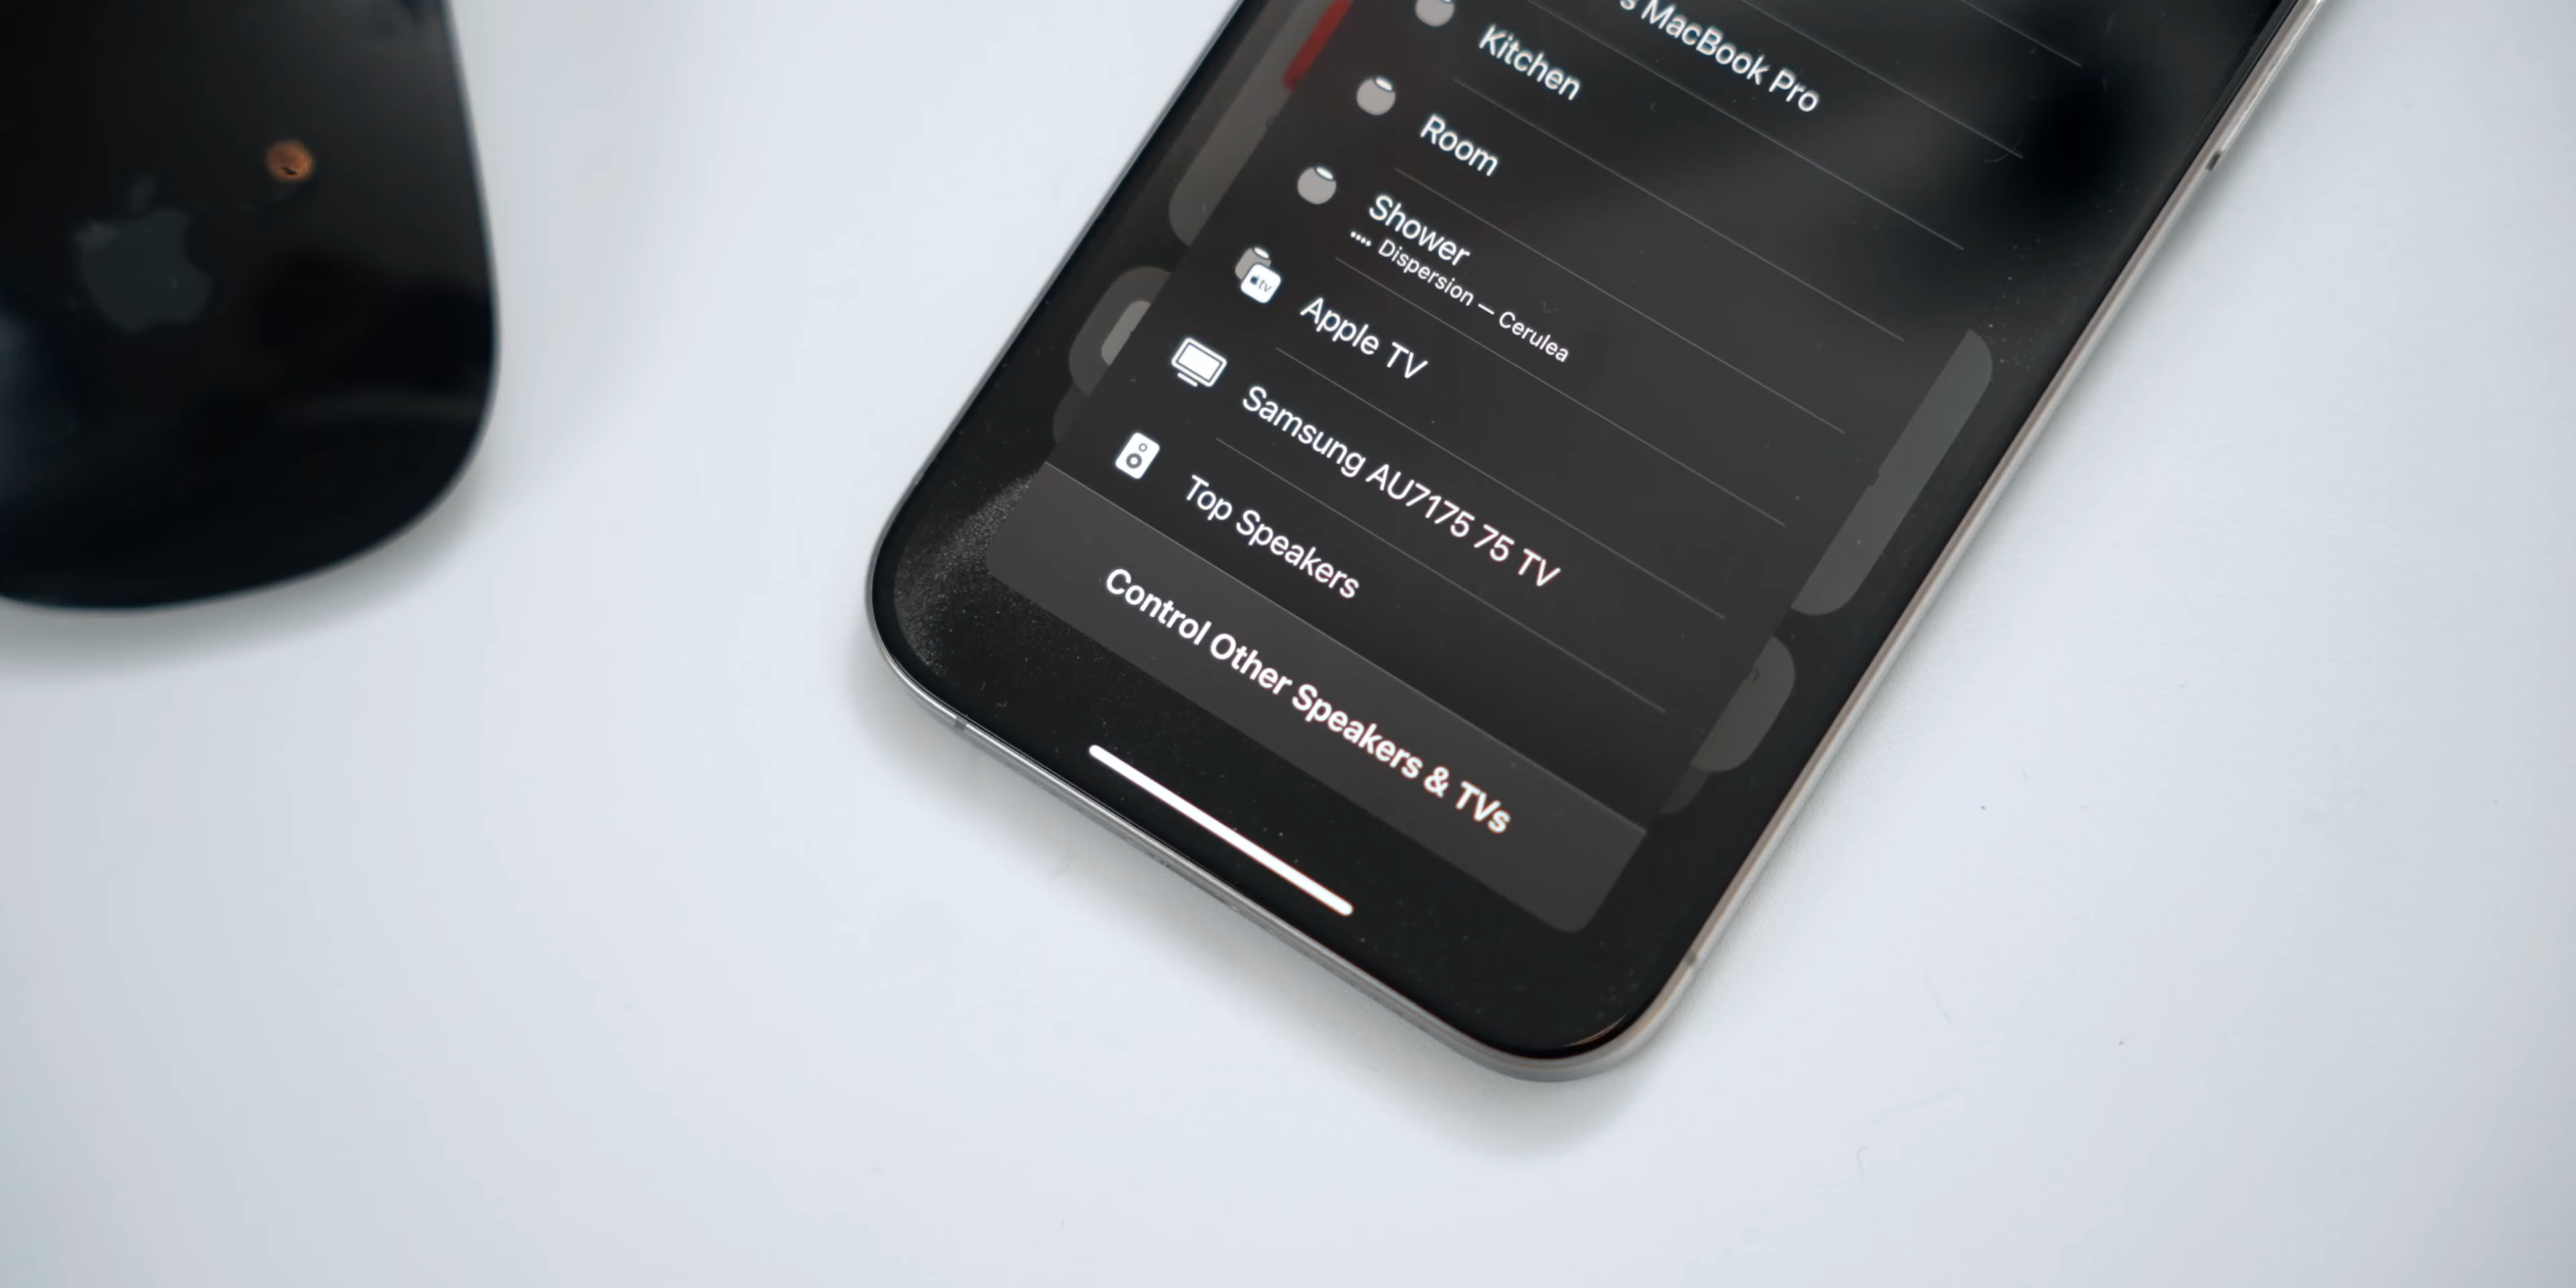 MacBook Pro
Kitchen
Room
Shower
Dispersion — Cerulea
Apple TV
tv
Samsung AU7175 75 TV
Top Speakers
Control Other Speakers & TVs